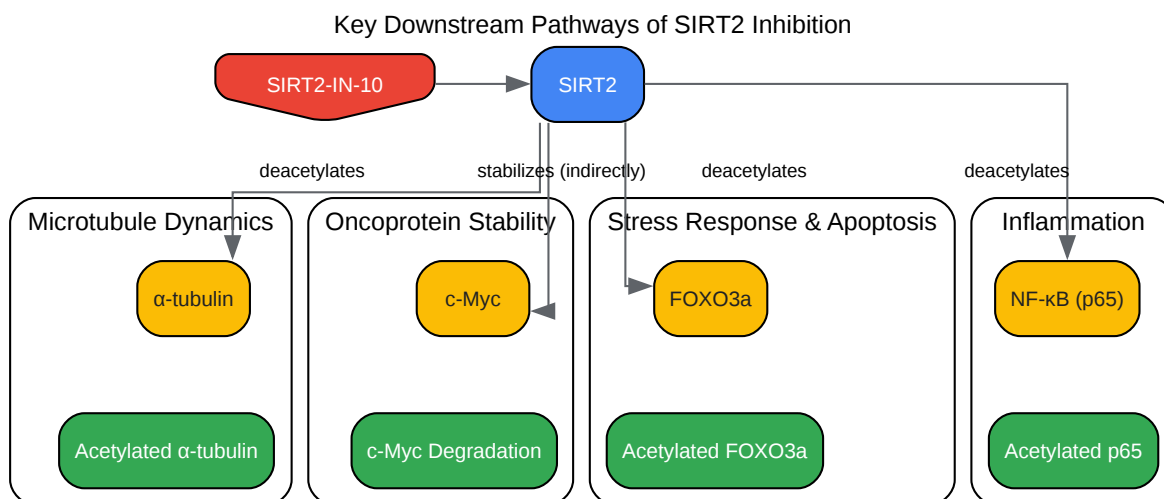 Key Downstream Pathways of SIRT2 Inhibition
SIRT2-IN-10
SIRT2
deacetylates
stabilizes (indirectly)
deacetylates
deacetylates
Microtubule Dynamics
Oncoprotein Stability
Stress Response & Apoptosis
Inflammation
α-tubulin
c-Myc
FOXO3a
NF-κB (p65)
Acetylated α-tubulin
c-Myc Degradation
Acetylated FOXO3a
Acetylated p65